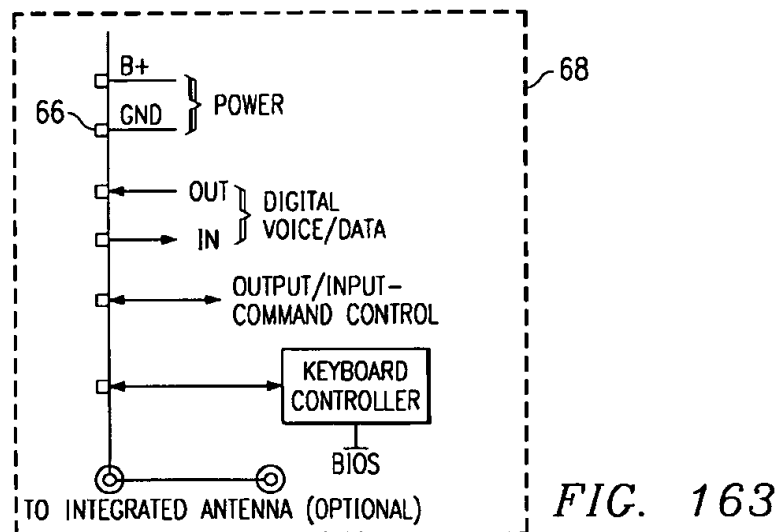 B+
68
POWER
66
GND
OUT
DIGITAL
VOICE/DATA
IN
OUTPUT/INPUT-
COMMAND CONTROL
KEYBOARD
CONTROLLER
BIOS
TO INTEGRATED ANTENNA (OPTIONAL)
FIG. 163